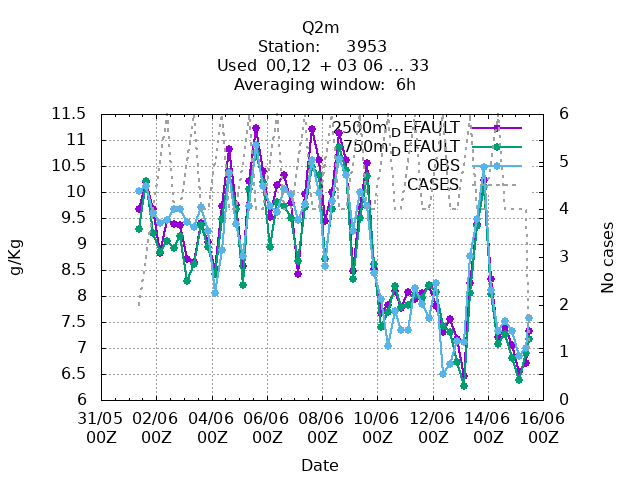 Q2m
Station: 3953
Used 00,12 + 03 06 ... 33
Averaging window: 6h
2500m_DEFAULT
750m_DEFAULT
OBS
CASES
11.5
11
10.5
10
9.5
9
8.5
8
7.5
7
6.5
6
g/Kg
6
5
4
3
2
1
0
No cases
31/05 02/06 04/06 06/06 08/06 10/06 12/06 14/06 16/06
00Z 00Z 00Z 00Z 00Z 00Z 00Z 00Z 00Z
Date